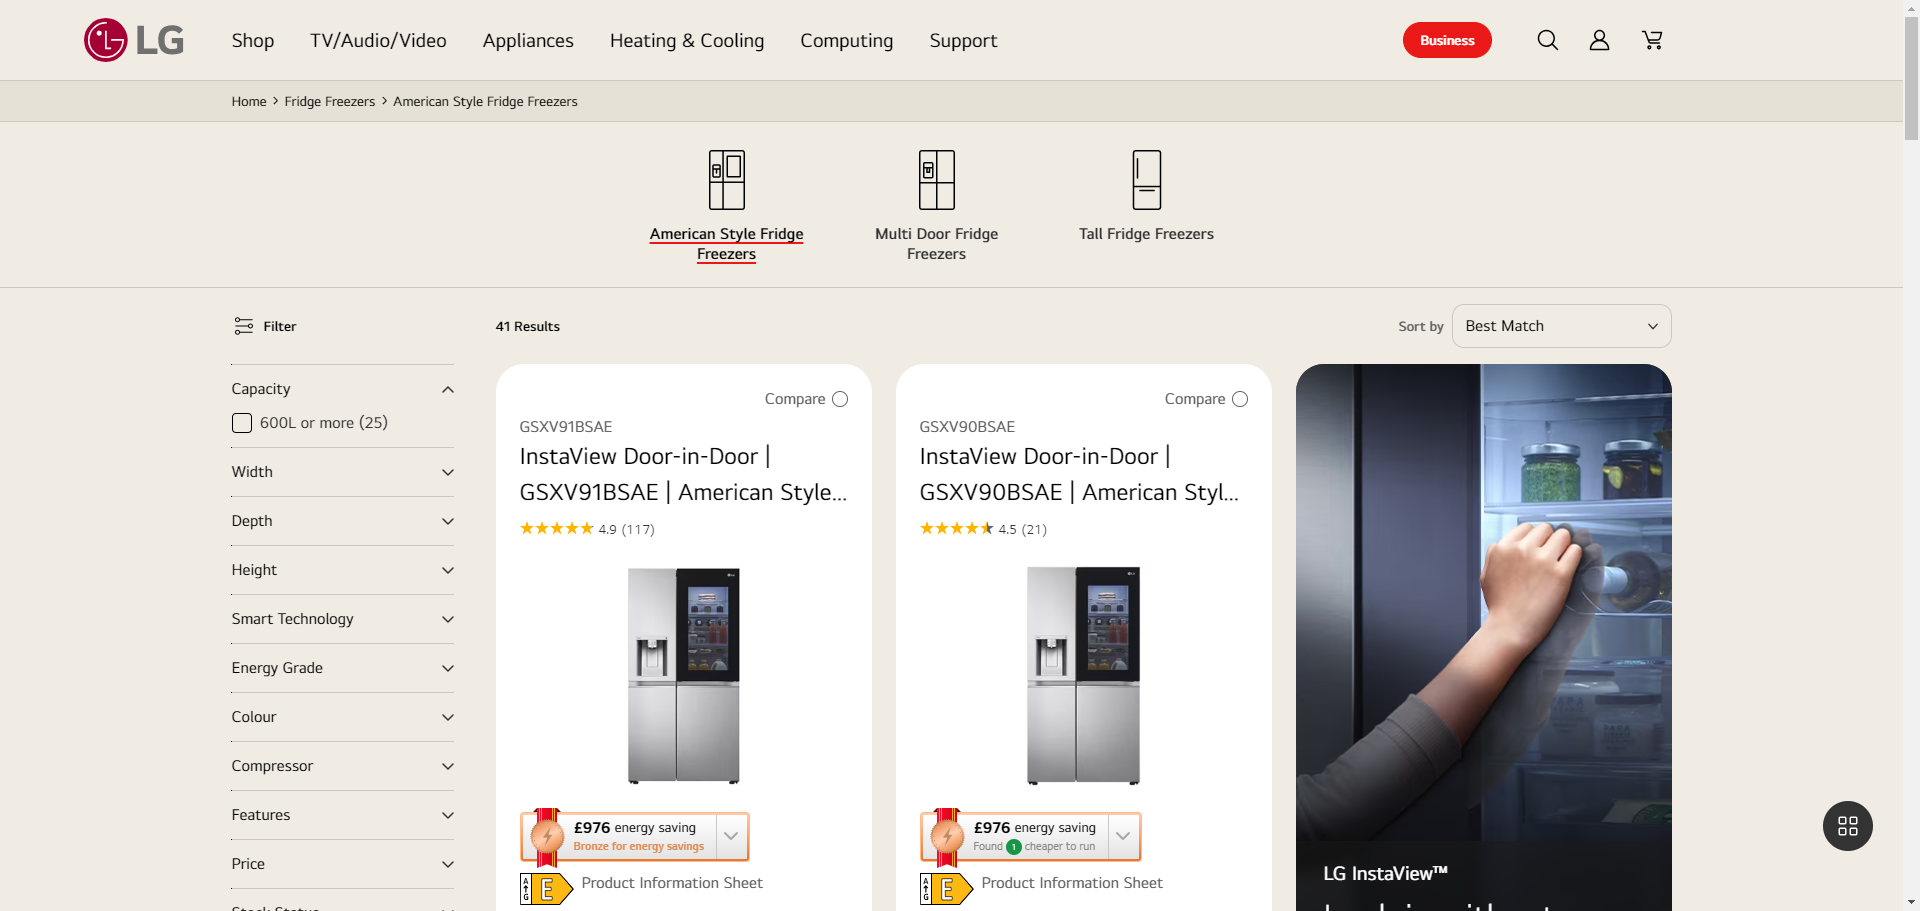 LG
Shop
TV/Audio/Video
Appliances
Heating & Cooling
Computing
Support
Business
Home > Fridge Freezers > American Style Fridge Freezers
American Style Fridge
Freezers
Multi Door Fridge
Freezers
Tall Fridge Freezers
Filter
41 Results
Sort by
Best Match
Capacity
600L or more (25)
Width
Depth
Height
Smart Technology
Energy Grade
Colour
Compressor
Features
Price
Compare
GSXV91BSAE
InstaView Door-in-Door |
GSXV91BSAE | American Style...
4.9 (117)
£976 energy saving
Bronze for energy savings
A
G
E
Product Information Sheet
Compare
GSXV90BSAE
InstaView Door-in-Door |
GSXV90BSAE | American Styl...
4.5 (21)
£976 energy saving
Found 1 cheaper to run
A
G
E
Product Information Sheet
LG InstaView™